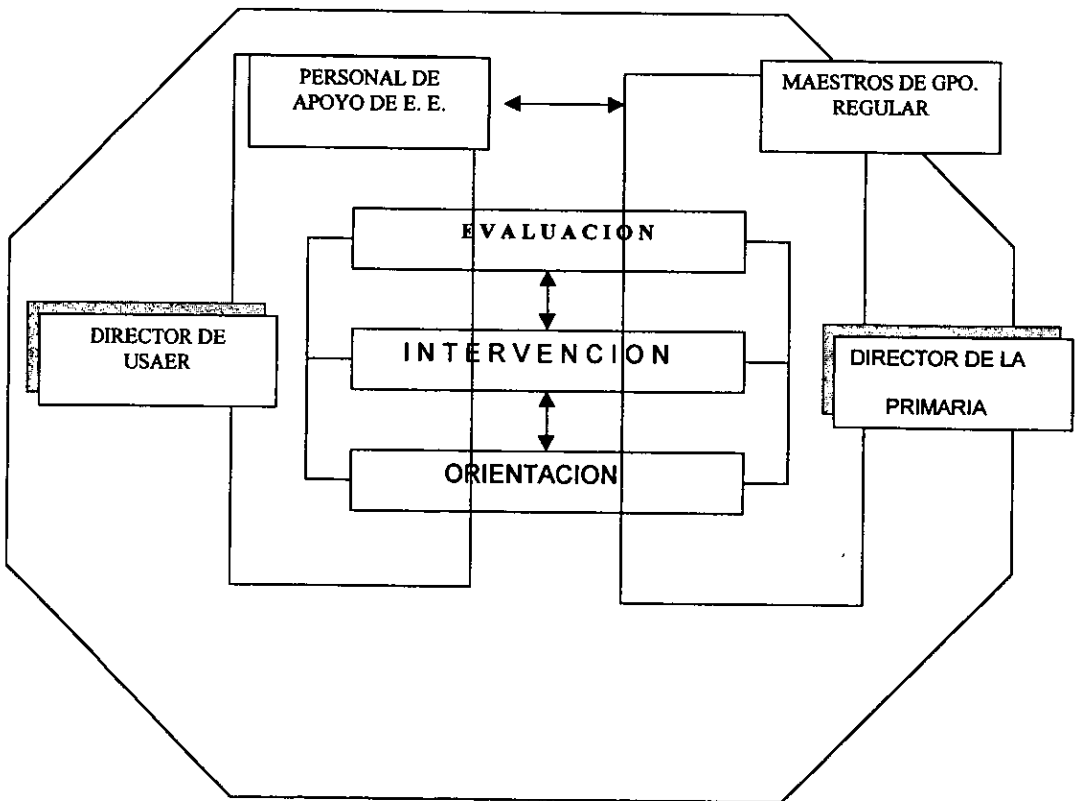 PERSONAL DE
APOYO DE E. E.
MAESTROS DE GPO.
REGULAR
EVALUACION
DIRECTOR DE
USAER
INTERVENCION
DIRECTOR DE LA
PRIMARIA
ORIENTACION